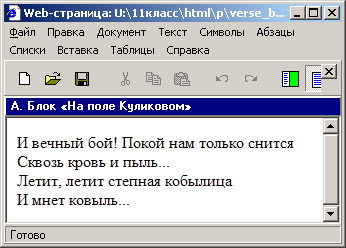 Web-страница: U:\11класс\html\p\verse_b...
Файл Правка Документ Текст Символы Абзацы
Списки Вставка Таблицы Справка
А. Блок «На поле Куликовом»
И вечный бой! Покой нам только снится
Сквозь кровь и пыль...
Летит, летит степная кобылица
И мнет ковыль...
Готово